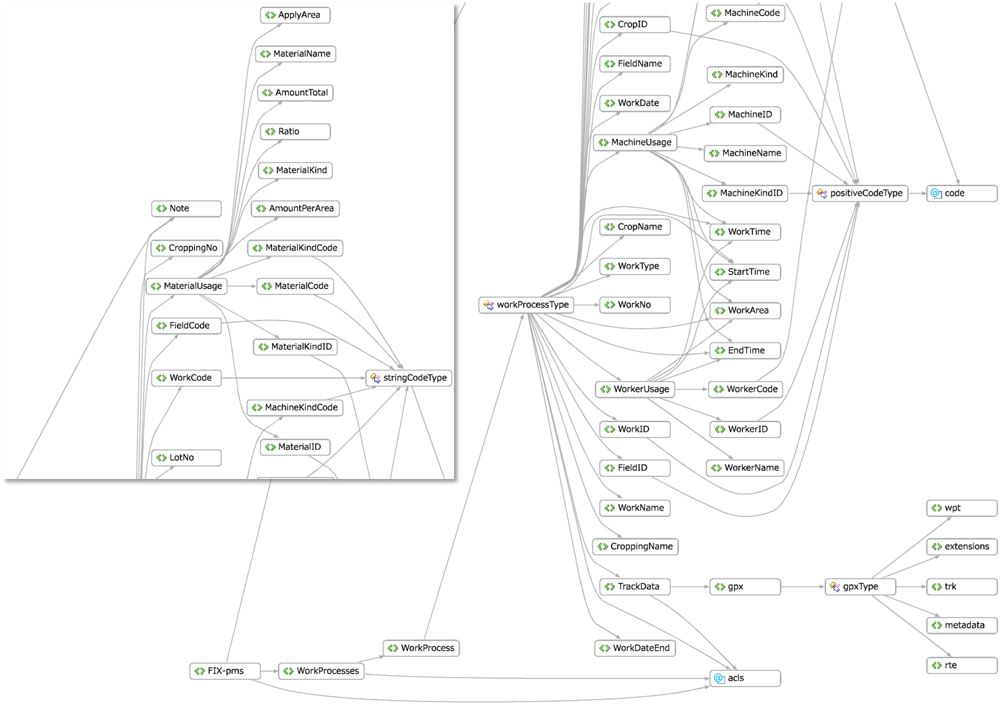 ApplyArea
MaterialName
AmountTotal
Ratio
MaterialKind
Note
AmountPerArea
CroppingNo
MaterialKindCode
MaterialUsage
MaterialCode
FieldCode
MaterialKindID
WorkCode
stringCodeType
MachineKindCode
MaterialID
LotNo
MachineCode
CropID
FieldName
MachineKind
WorkDate
MachineID
MachineUsage
MachineName
MachineKindID
positiveCodeType
code
CropName
WorkTime
WorkType
StartTime
workProcessType
WorkNo
WorkArea
EndTime
WorkerUsage
WorkerCode
WorkID
WorkerID
FieldID
WorkerName
WorkName
wpt
CroppingName
extensions
TrackData
gpx
gpxType
trk
metadata
WorkProcess
WorkDateEnd
rte
FIX-pms
WorkProcesses
acls